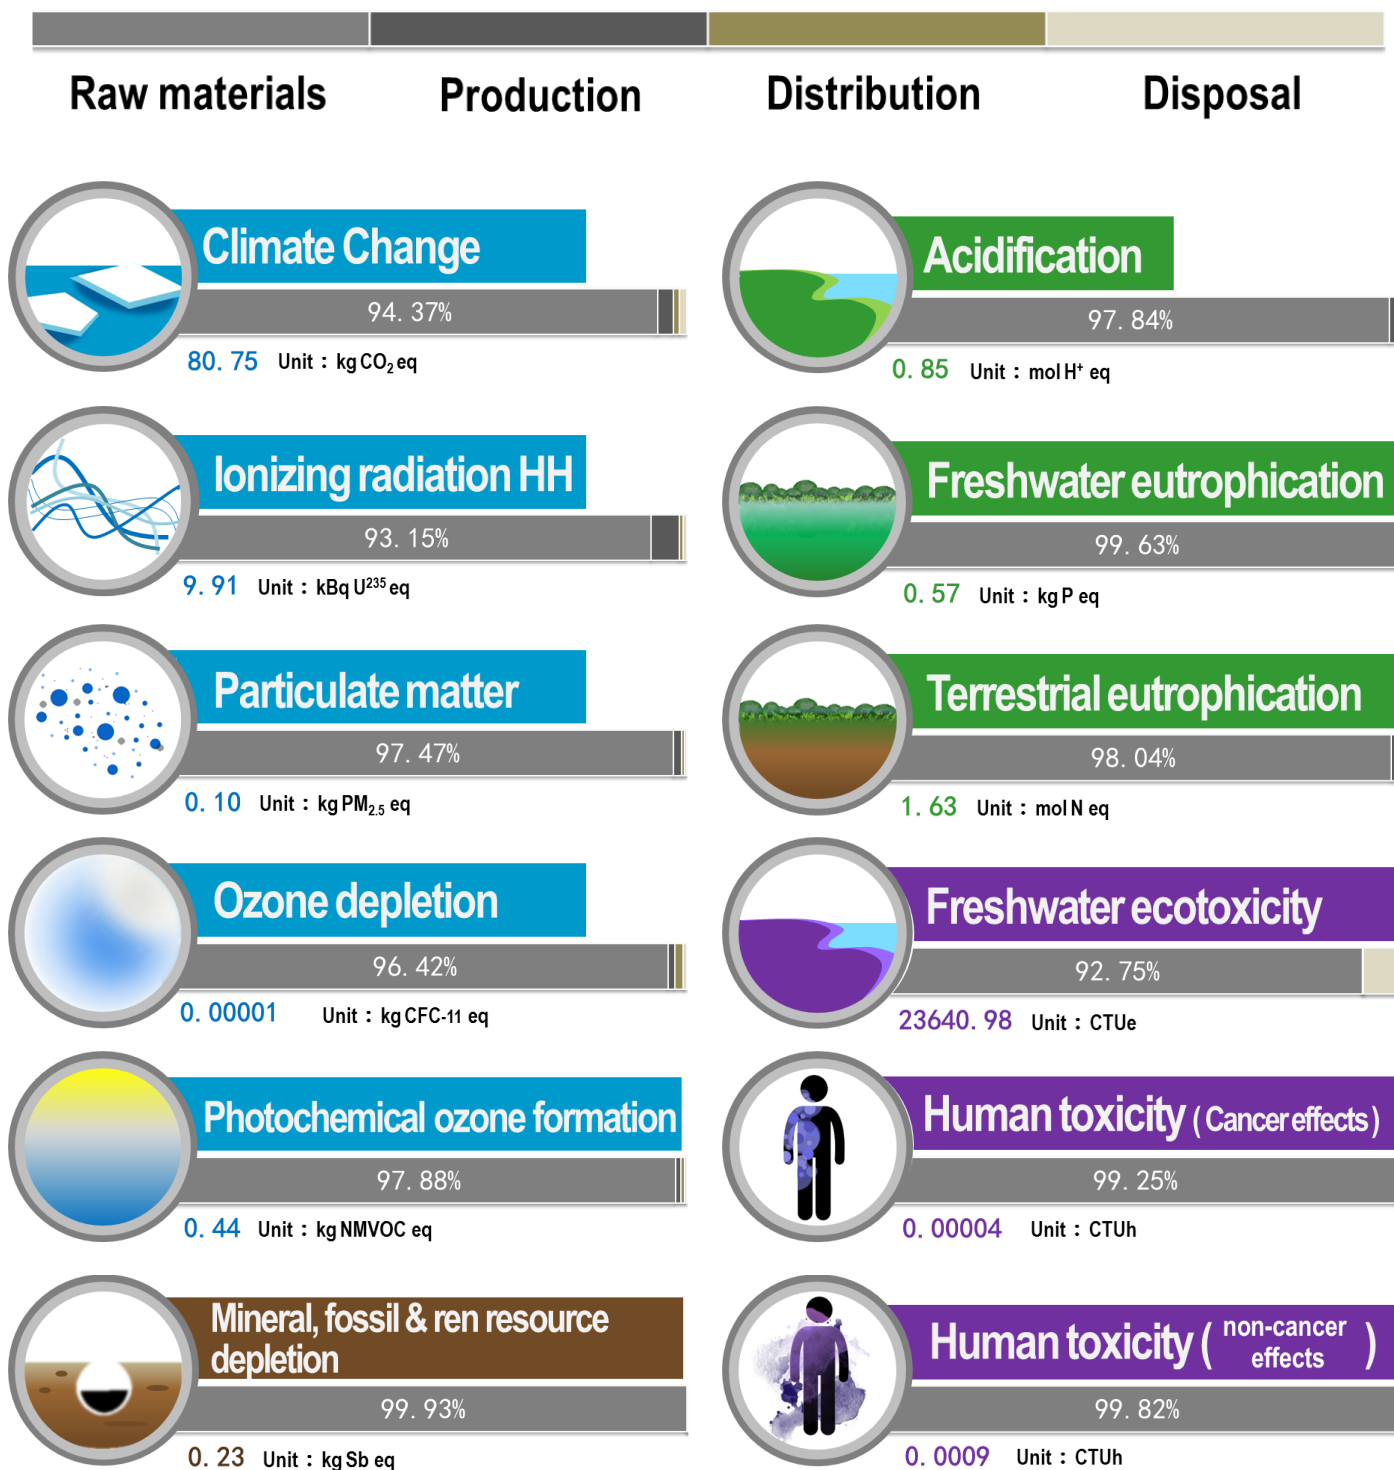 Raw materials
Production
Distribution
Disposal
Climate Change
94. 37%
80. 75 Unit : kg CO₂ eq
Ionizing radiation HH
93. 15%
9. 91 Unit : kBq U²³⁵ eq
Particulate matter
97. 47%
0. 10 Unit : kg PM₂.₅ eq
Ozone depletion
96. 42%
0. 00001 Unit : kg CFC-11 eq
Photochemical ozone formation
97. 88%
0. 44 Unit : kg NMVOC eq
Mineral, fossil & ren resource
depletion
99. 93%
0. 23 Unit : kg Sb eq
Acidification
97. 84%
0. 85 Unit : mol H⁺ eq
Freshwater eutrophication
99. 63%
0. 57 Unit : kg P eq
Terrestrial eutrophication
98. 04%
1. 63 Unit : mol N eq
Freshwater ecotoxicity
92. 75%
23640. 98 Unit : CTUe
Human toxicity ( Cancer effects )
99. 25%
0. 00004 Unit : CTUh
Human toxicity ( non-cancer
effects )
99. 82%
0. 0009 Unit : CTUh